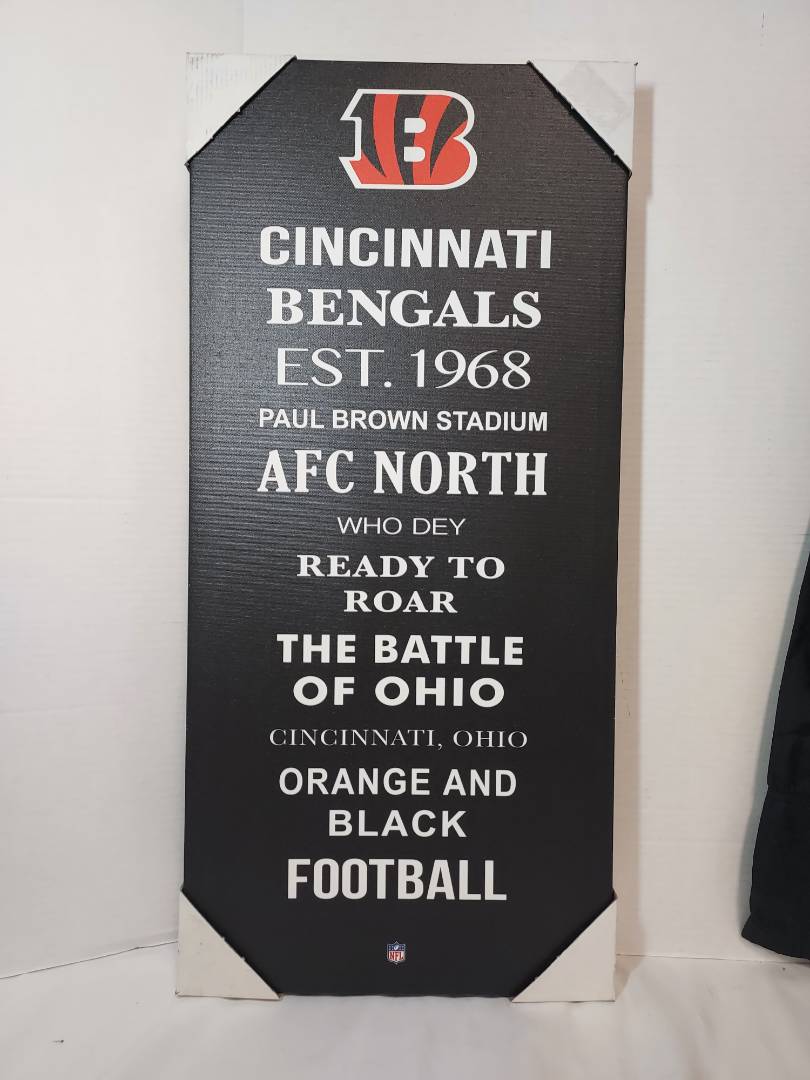 B
CINCINNATI
BENGALS
EST. 1968
PAUL BROWN STADIUM
AFC NORTH
WHO DEY
READY TO
ROAR
THE BATTLE
OF OHIO
CINCINNATI, OHIO
ORANGE AND
BLACK
FOOTBALL
NFL